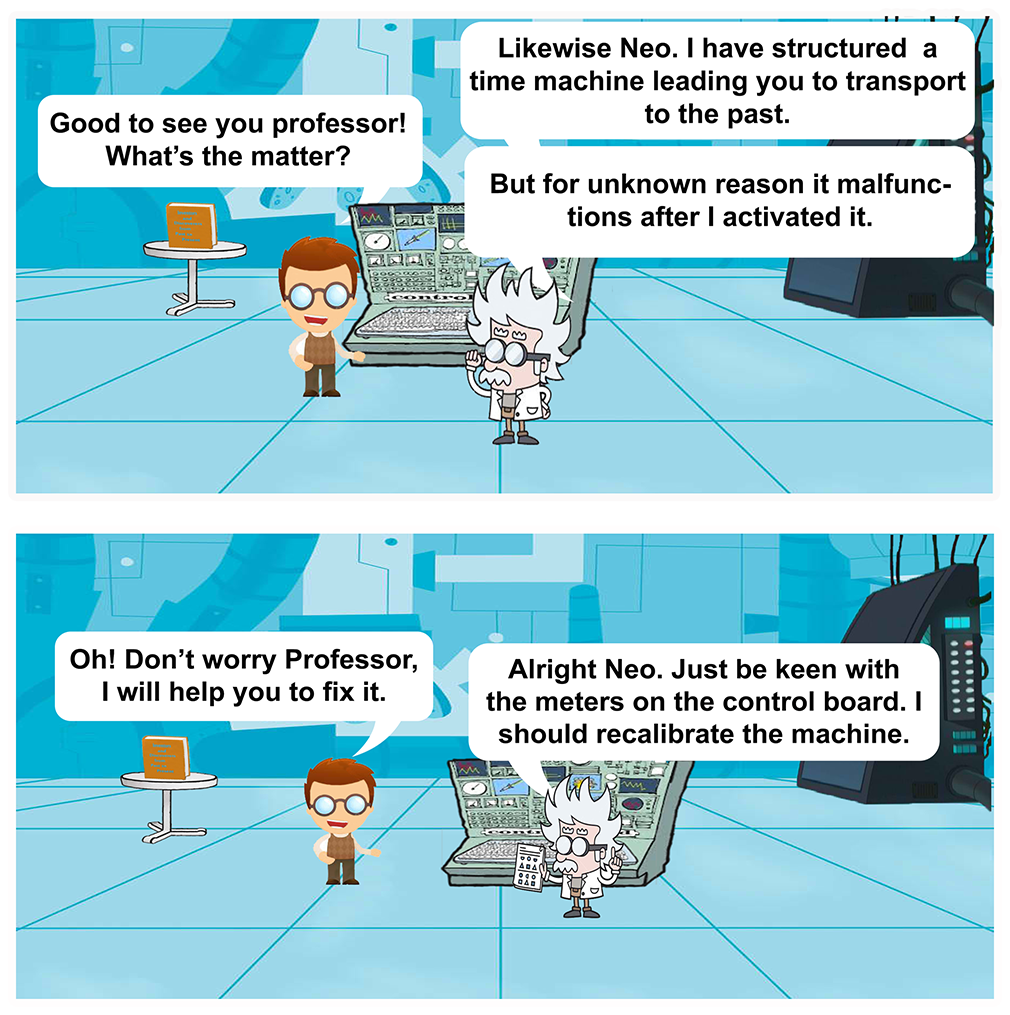 Good to see you professor!
What's the matter?
Likewise Neo. I have structured a
time machine leading you to transport
to the past.
But for unknown reason it malfunc-
tions after I activated it.
Oh! Don't worry Professor,
I will help you to fix it.
Alright Neo. Just be keen with
the meters on the control board. I
should recalibrate the machine.